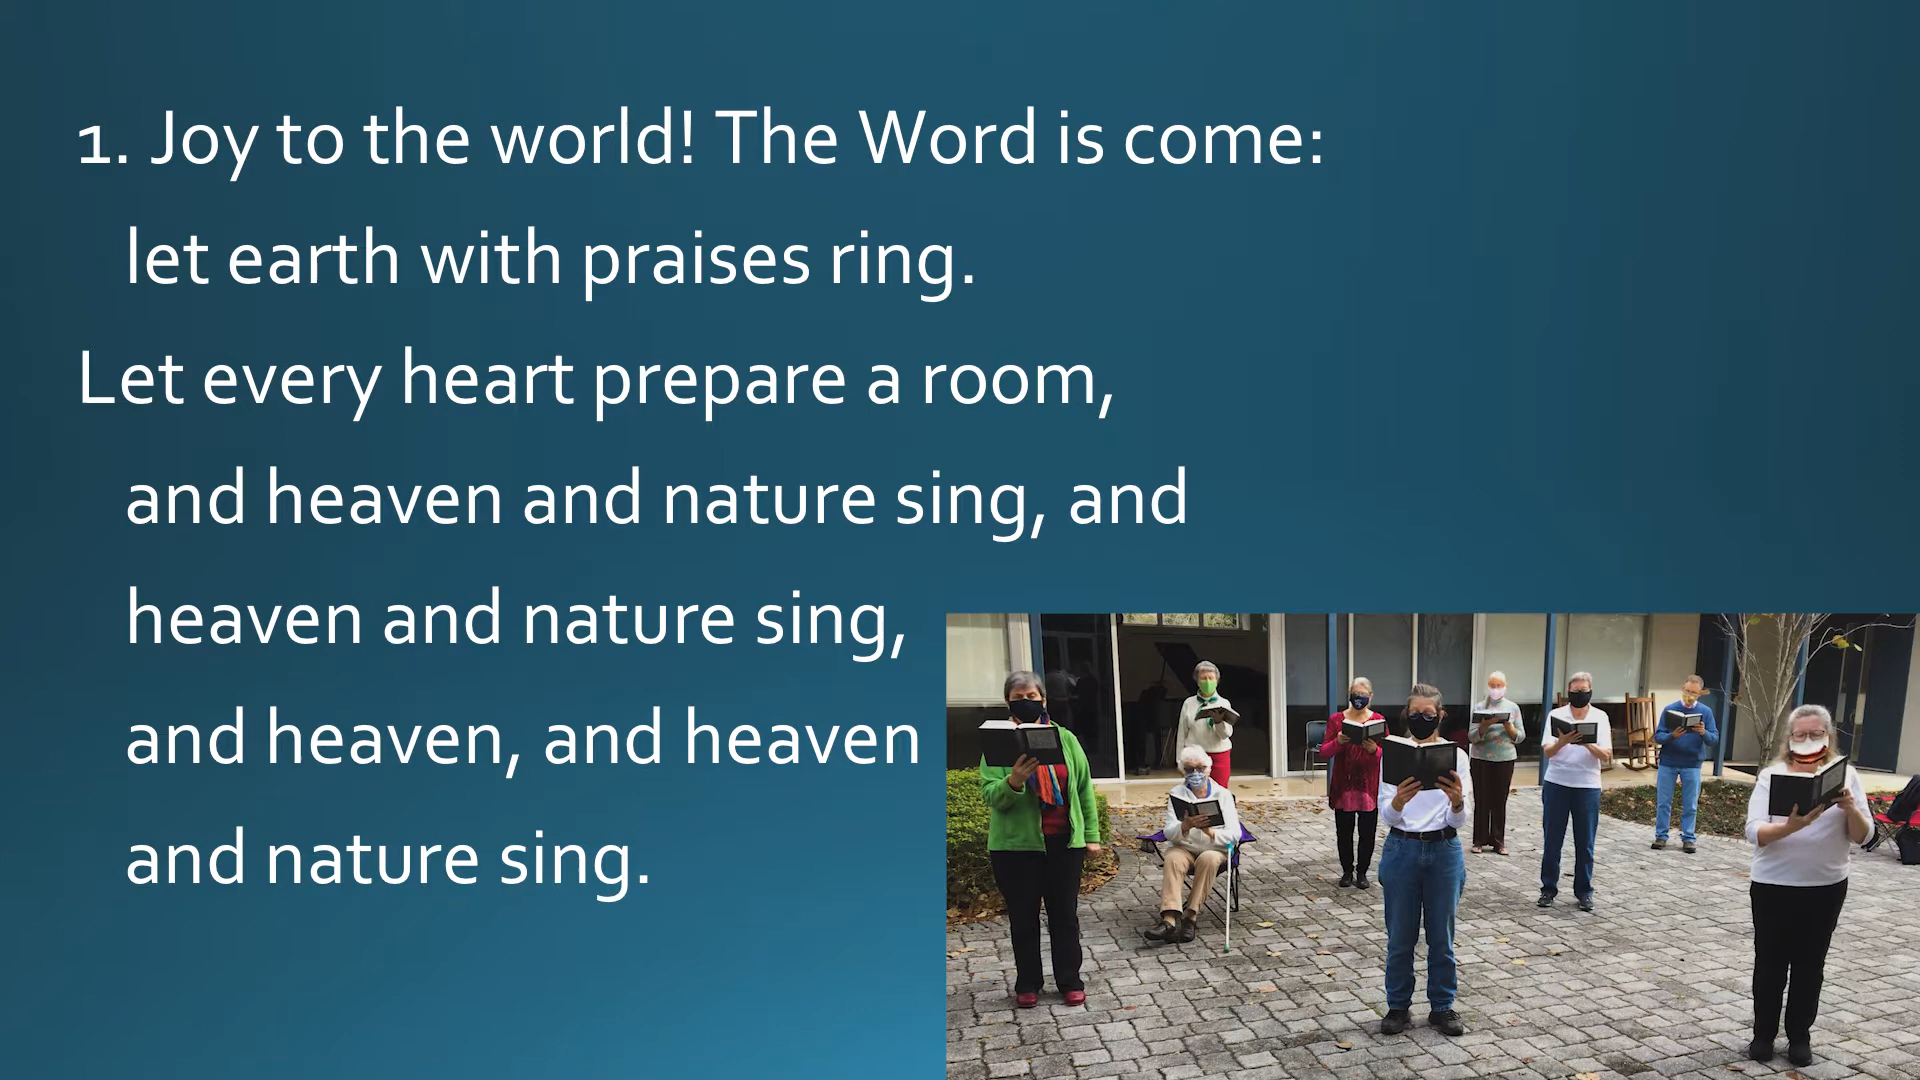 1. Joy to the world! The Word is come:
let earth with praises ring.
Let every heart prepare a room,
and heaven and nature sing, and
heaven and nature sing,
and heaven, and heaven
and nature sing.